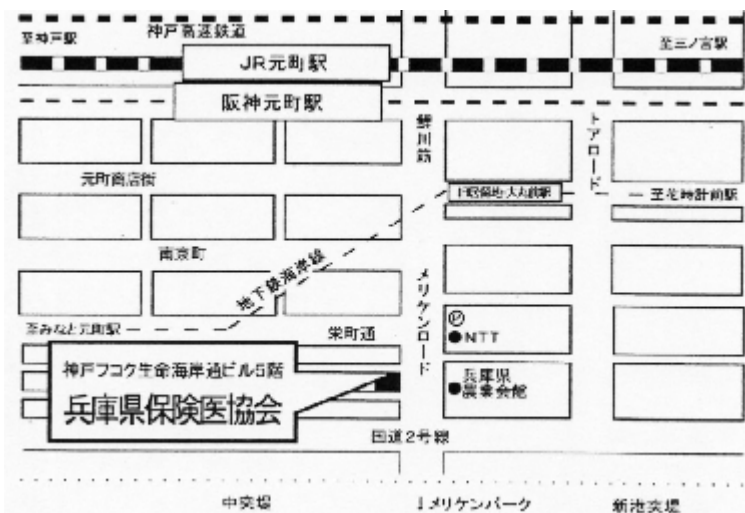 神戸高速鉄道
至神戸駅
至三ノ宮駅
JR元町駅
阪神元町駅
鯉川筋
トアロード
元町商店街
旧居留地・大丸前駅
至花時計前駅
南京町
地下鉄海岸線
メリケンロード
至みなと元町駅
栄町通
P
NTT
神戸フコク生命海岸通ビル5階
兵庫県保険医協会
兵庫県
農業会館
国道2号線
中突堤
↓メリケンパーク
新港突堤